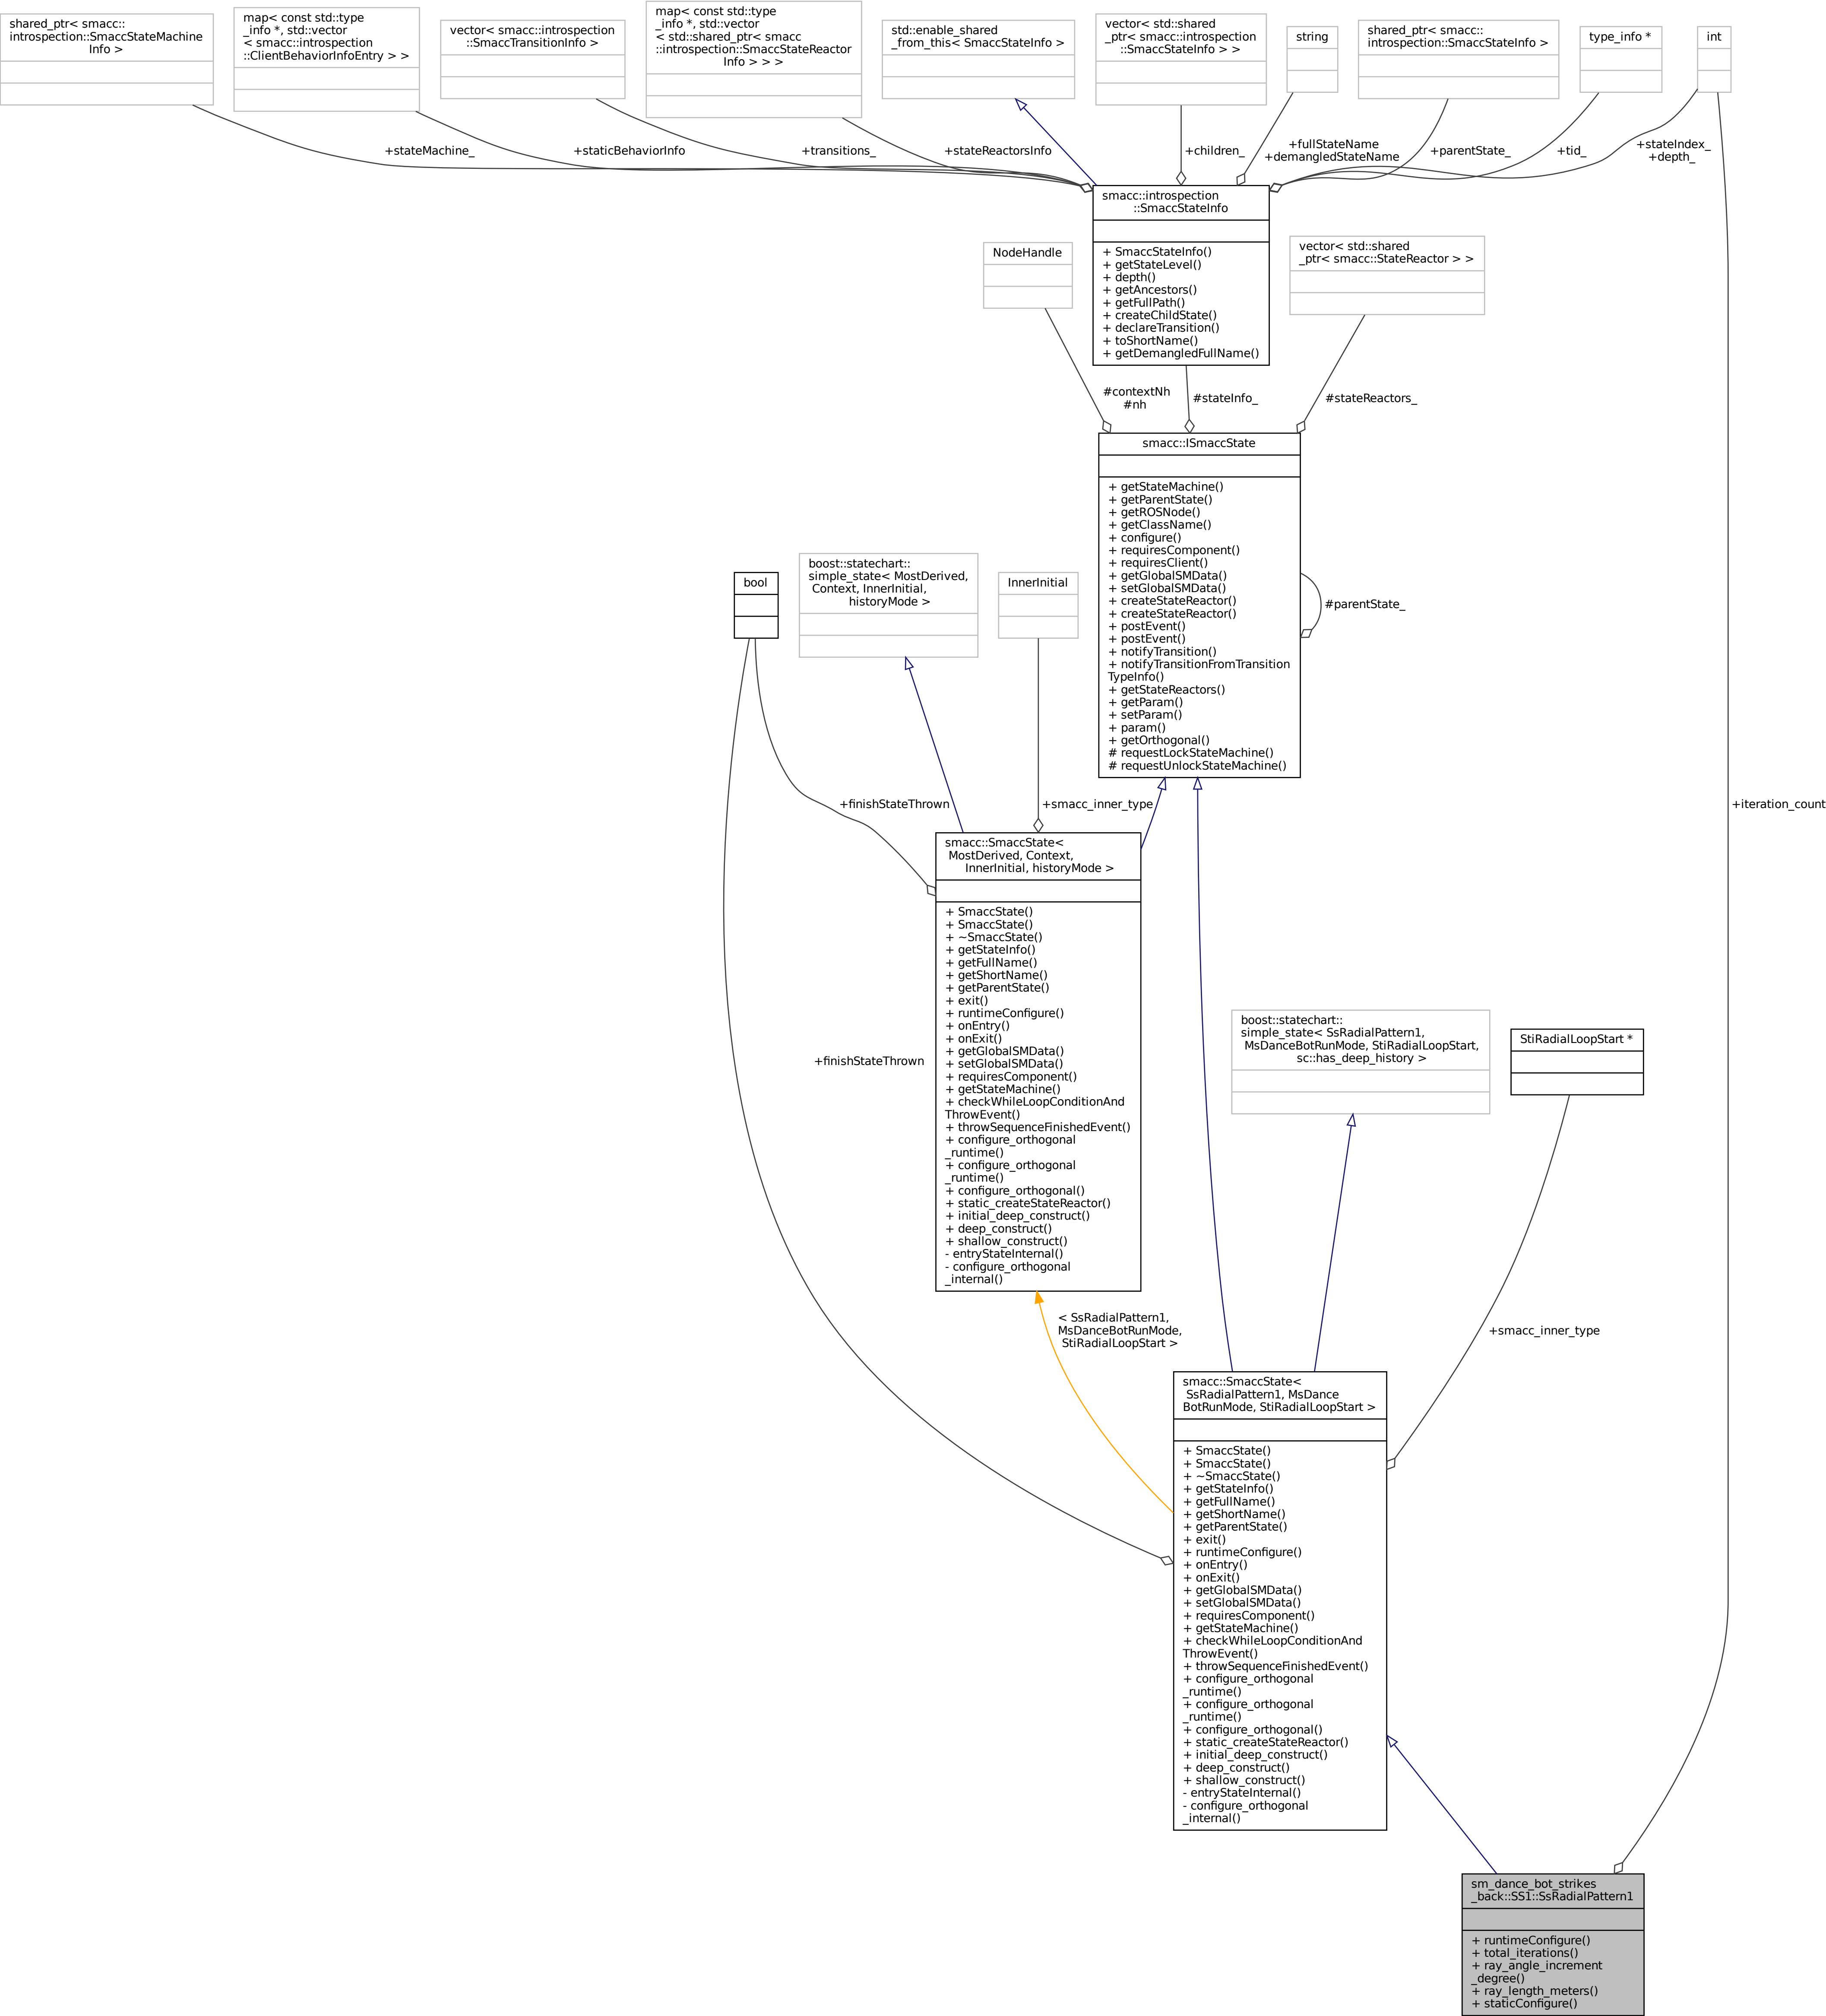 shared_ptr< smacc::
introspection::SmaccStateMachine
Info >
map< const std::type
_info *, std::vector
< smacc::introspection
::ClientBehaviorInfoEntry > >
vector< smacc::introspection
::SmaccTransitionInfo >
map< const std::type
_info *, std::vector
< std::shared_ptr< smacc
::introspection::SmaccStateReactor
Info > > >
std::enable_shared
_from_this< SmaccStateInfo >
vector< std::shared
_ptr< smacc::introspection
::SmaccStateInfo > >
string
shared_ptr< smacc::
introspection::SmaccStateInfo >
type_info *
int
+stateMachine_
+staticBehaviorInfo
+transitions_
+stateReactorsInfo
+children_
+fullStateName
+demangledStateName
+parentState_
+tid_
+stateIndex_
+depth_
smacc::introspection
::SmaccStateInfo
+ SmaccStateInfo()
+ getStateLevel()
+ depth()
+ getAncestors()
+ getFullPath()
+ createChildState()
+ declareTransition()
+ toShortName()
+ getDemangledFullName()
NodeHandle
vector< std::shared
_ptr< smacc::StateReactor > >
#contextNh
#nh
#stateInfo_
#stateReactors_
smacc::ISmaccState
+ getStateMachine()
+ getParentState()
+ getROSNode()
+ getClassName()
+ configure()
+ requiresComponent()
+ requiresClient()
+ getGlobalSMData()
+ setGlobalSMData()
+ createStateReactor()
+ createStateReactor()
+ postEvent()
+ postEvent()
+ notifyTransition()
+ notifyTransitionFromTransition
TypeInfo()
+ getStateReactors()
+ getParam()
+ setParam()
+ param()
+ getOrthogonal()
# requestLockStateMachine()
# requestUnlockStateMachine()
#parentState_
bool
boost::statechart::
simple_state< MostDerived,
Context, InnerInitial,
historyMode >
InnerInitial
+finishStateThrown
+smacc_inner_type
+iteration_count
smacc::SmaccState<
MostDerived, Context,
InnerInitial, historyMode >
+ SmaccState()
+ SmaccState()
+ ~SmaccState()
+ getStateInfo()
+ getFullName()
+ getShortName()
+ getParentState()
+ exit()
+ runtimeConfigure()
+ onEntry()
+ onExit()
+ getGlobalSMData()
+ setGlobalSMData()
+ requiresComponent()
+ getStateMachine()
+ checkWhileLoopConditionAnd
ThrowEvent()
+ throwSequenceFinishedEvent()
+ configure_orthogonal
_runtime()
+ configure_orthogonal
_runtime()
+ configure_orthogonal()
+ static_createStateReactor()
+ initial_deep_construct()
+ deep_construct()
+ shallow_construct()
- entryStateInternal()
- configure_orthogonal
_internal()
+finishStateThrown
boost::statechart::
simple_state< SsRadialPattern1,
MsDanceBotRunMode, StiRadialLoopStart,
sc::has_deep_history >
StiRadialLoopStart *
< SsRadialPattern1,
MsDanceBotRunMode,
StiRadialLoopStart >
+smacc_inner_type
smacc::SmaccState<
SsRadialPattern1, MsDance
BotRunMode, StiRadialLoopStart >
+ SmaccState()
+ SmaccState()
+ ~SmaccState()
+ getStateInfo()
+ getFullName()
+ getShortName()
+ getParentState()
+ exit()
+ runtimeConfigure()
+ onEntry()
+ onExit()
+ getGlobalSMData()
+ setGlobalSMData()
+ requiresComponent()
+ getStateMachine()
+ checkWhileLoopConditionAnd
ThrowEvent()
+ throwSequenceFinishedEvent()
+ configure_orthogonal
_runtime()
+ configure_orthogonal
_runtime()
+ configure_orthogonal()
+ static_createStateReactor()
+ initial_deep_construct()
+ deep_construct()
+ shallow_construct()
- entryStateInternal()
- configure_orthogonal
_internal()
sm_dance_bot_strikes
_back::SS1::SsRadialPattern1
+ runtimeConfigure()
+ total_iterations()
+ ray_angle_increment
_degree()
+ ray_length_meters()
+ staticConfigure()